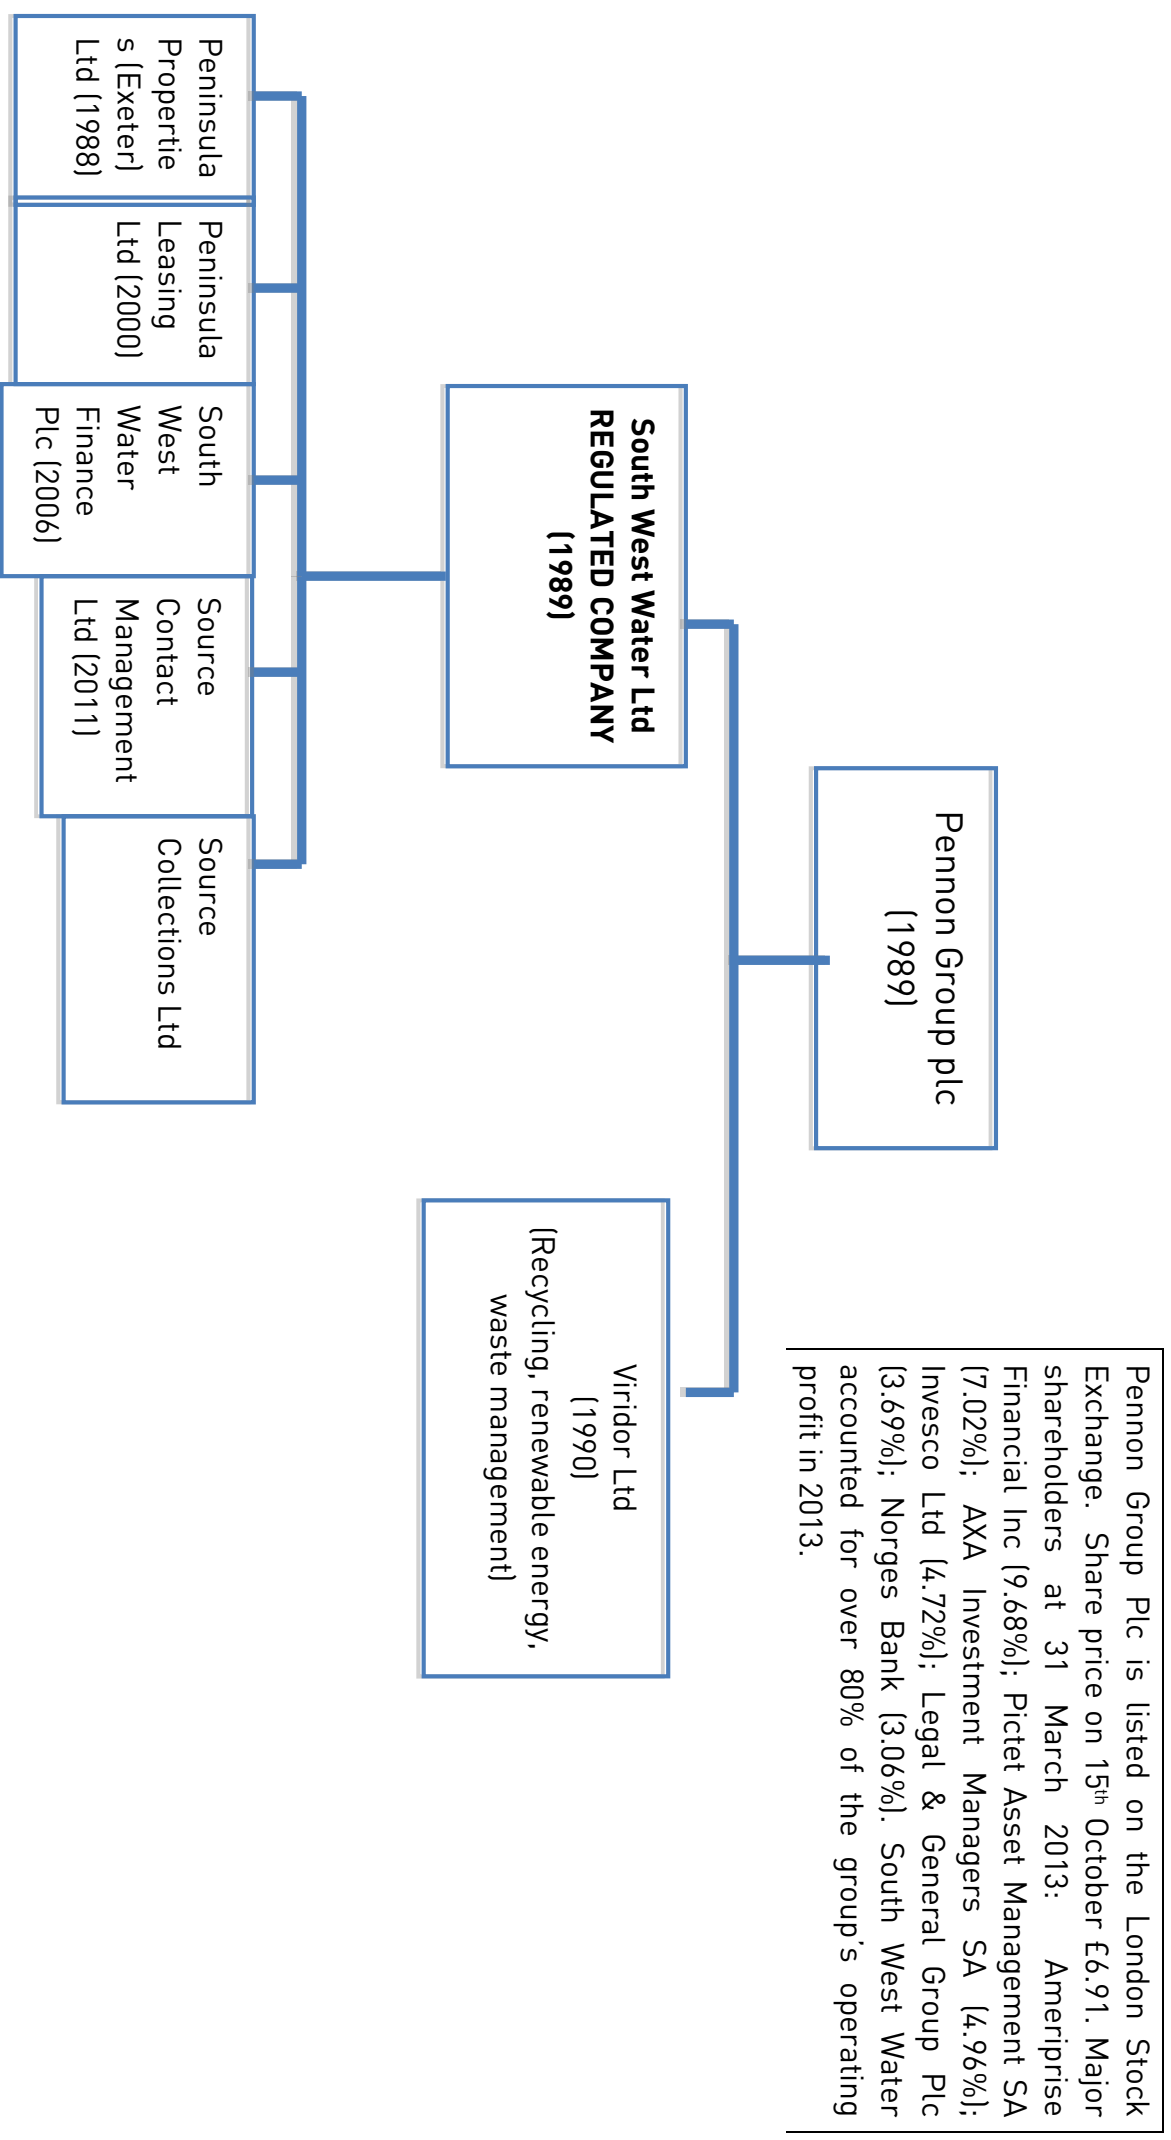 Pennon Group Plc is listed on the London Stock
Exchange. Share price on 15th October £6.91. Major
shareholders at 31 March 2013: Ameriprise
Financial Inc (9.68%); Pictet Asset Management SA
(7.02%); AXA Investment Managers SA (4.96%);
Invesco Ltd (4.72%); Legal & General Group Plc
(3.69%); Norges Bank (3.06%). South West Water
accounted for over 80% of the group's operating
profit in 2013.
Pennon Group plc
(1989)
South West Water Ltd
REGULATED COMPANY
(1989)
Viridor Ltd
(1990)
(Recycling, renewable energy,
waste management)
Peninsula
Propertie
s (Exeter)
Ltd (1988)
Peninsula
Leasing
Ltd (2000)
South
West
Water
Finance
Plc (2006)
Source
Contact
Management
Ltd (2011)
Source
Collections Ltd